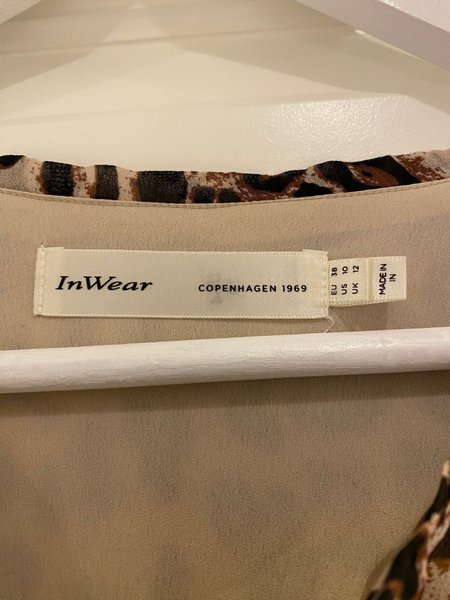 InWear
COPENHAGEN 1969
EU 38
US 10
UK 12
MADE IN
IN